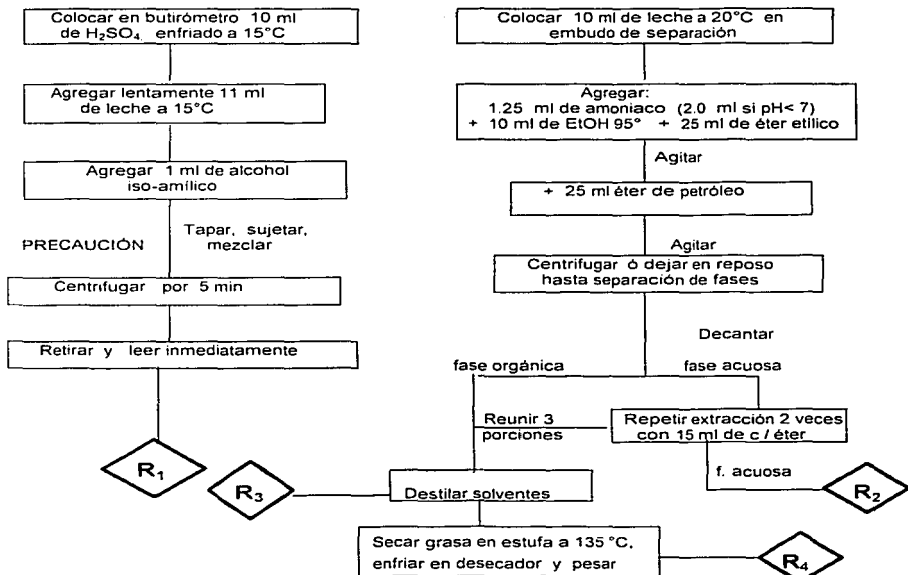 Colocar en butirómetro 10 ml
de H₂SO₄ enfriado a 15°C
Agregar lentamente 11 ml
de leche a 15°C
Agregar 1 ml de alcohol
iso-amílico
PRECAUCIÓN
Tapar, sujetar,
mezclar
Centrifugar por 5 min
Retirar y leer inmediatamente
R₁
Colocar 10 ml de leche a 20°C en
embudo de separación
Agregar:
1.25 ml de amoniaco (2.0 ml si pH< 7)
+ 10 ml de EtOH 95° + 25 ml de éter etílico
Agitar
+ 25 ml éter de petróleo
Agitar
Centrifugar ó dejar en reposo
hasta separación de fases
Decantar
fase orgánica
fase acuosa
Reunir 3
porciones
Repetir extracción 2 veces
con 15 ml de c / éter
f. acuosa
R₂
R₃
Destilar solventes
Secar grasa en estufa a 135 °C,
enfriar en desecador y pesar
R₄